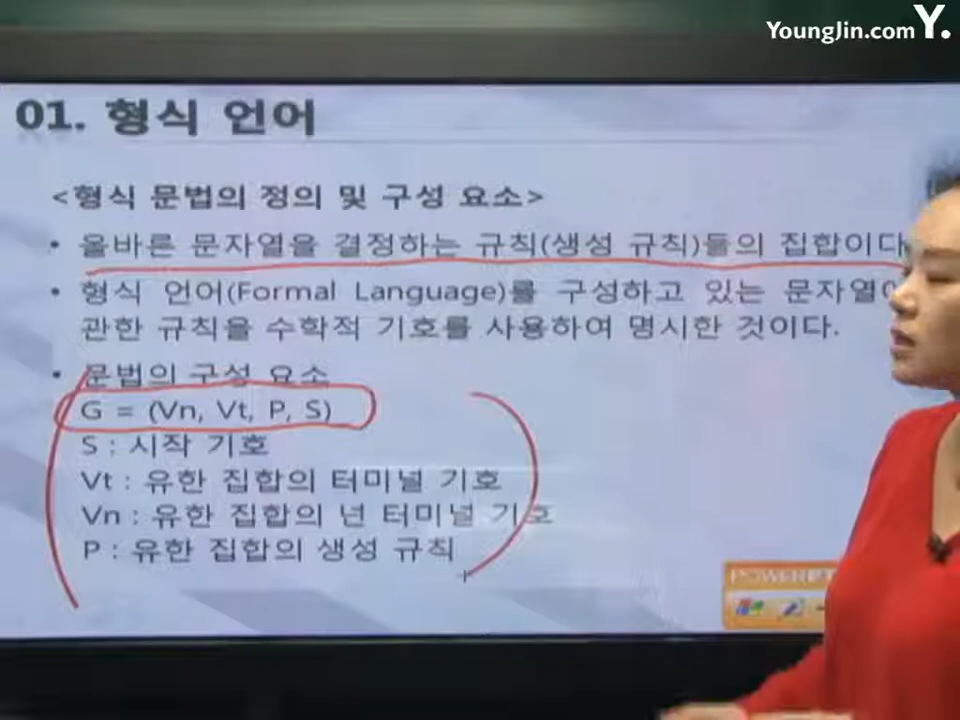 YoungJin.com Y.
01. 형식 언어
<형식 문법의 정의 및 구성 요소>
• 올바른 문자열을 결정하는 규칙(생성 규칙)들의 집합이다
• 형식 언어(Formal Language)를 구성하고 있는 문자열에
관한 규칙을 수학적 기호를 사용하여 명시한 것이다.
• 문법의 구성 요소
G = (Vn, Vt, P, S)
S : 시작 기호
Vt : 유한 집합의 터미널 기호
Vn : 유한 집합의 넌 터미널 기호
P : 유한 집합의 생성 규칙